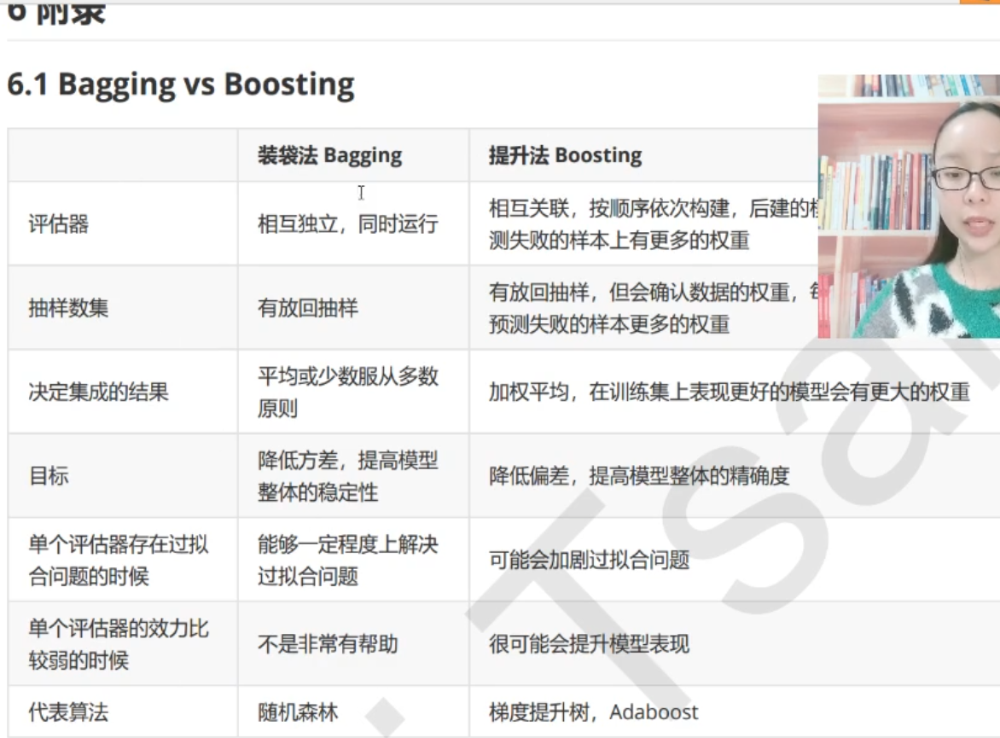 6 附录
6.1 Bagging vs Boosting
装袋法 Bagging
提升法 Boosting
评估器
相互独立，同时运行
相互关联，按顺序依次构建，后建的
测失败的样本上有更多的权重
抽样数集
有放回抽样
有放回抽样，但会确认数据的权重，
预测失败的样本更多的权重
决定集成的结果
平均或少数服从多数
原则
加权平均，在训练集上表现更好的模型会有更大的权重
目标
降低方差，提高模型
整体的稳定性
降低偏差，提高模型整体的精确度
单个评估器存在过拟
合问题的时候
能够一定程度上解决
过拟合问题
可能会加剧过拟合问题
单个评估器的效力比
较弱的时候
不是非常有帮助
很可能会提升模型表现
代表算法
随机森林
梯度提升树，Adaboost
Tsai